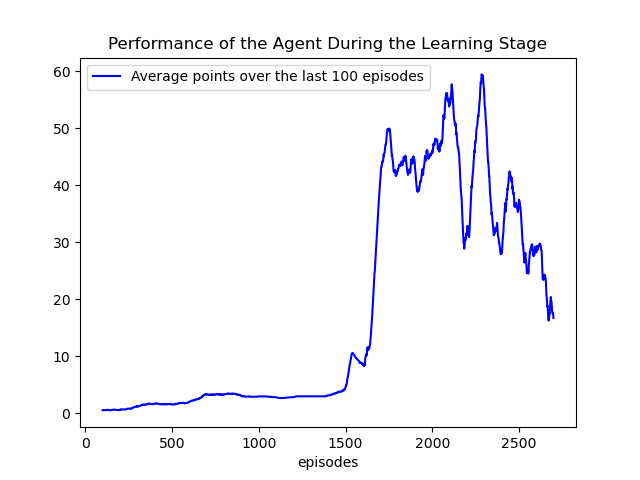 Performance of the Agent During the Learning Stage
Average points over the last 100 episodes
60
50
40
30
20
10
0
0 500 1000 1500 2000 2500
episodes